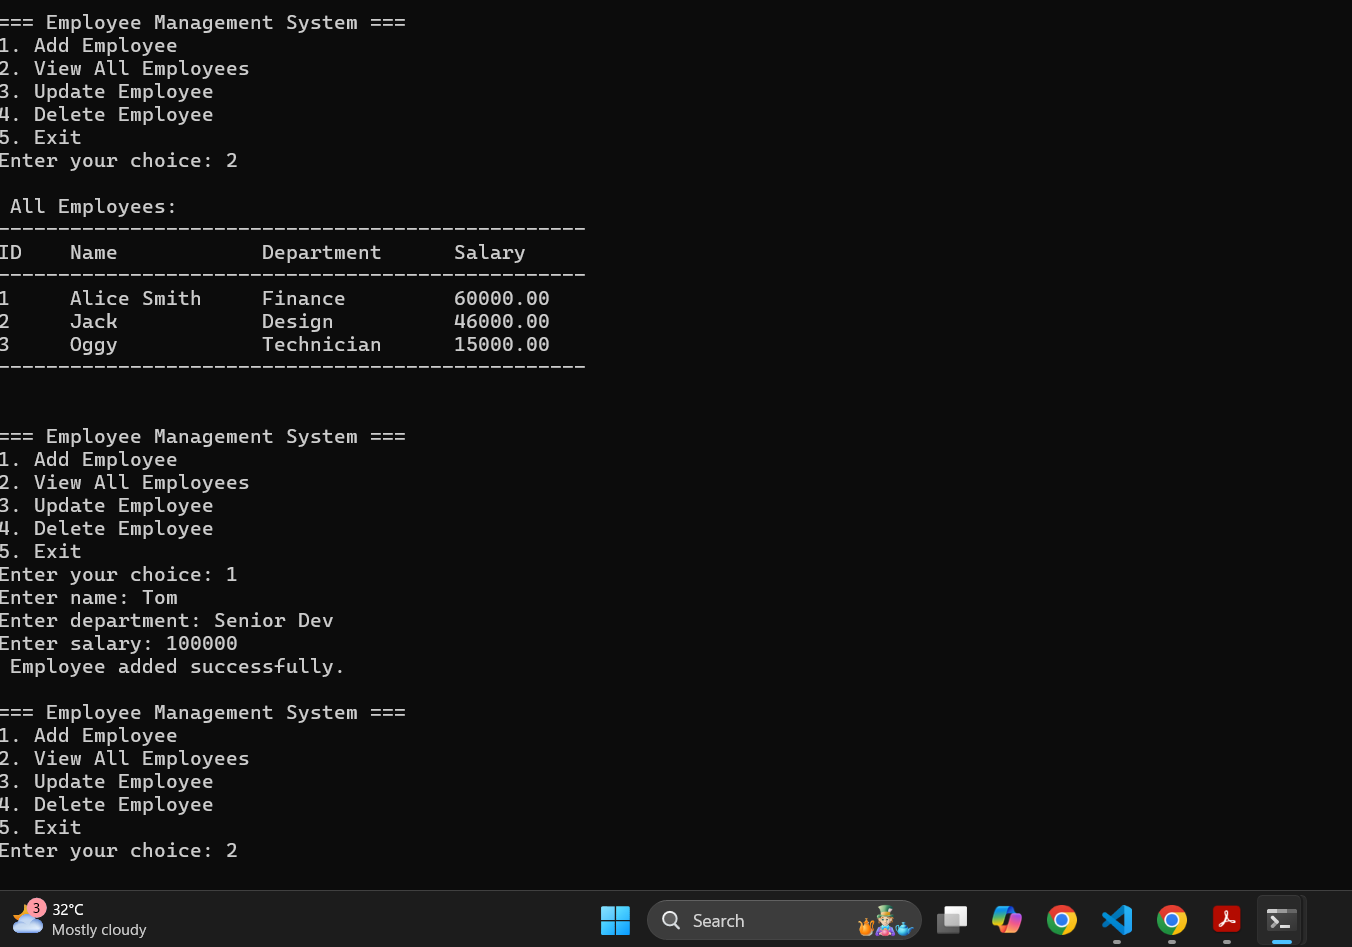 === Employee Management System ===
1. Add Employee
2. View All Employees
3. Update Employee
4. Delete Employee
5. Exit
Enter your choice: 2
All Employees:
-------------------------------------------------
ID Name Department Salary
-------------------------------------------------
1 Alice Smith Finance 60000.00
2 Jack Design 46000.00
3 Oggy Technician 15000.00
-------------------------------------------------
=== Employee Management System ===
1. Add Employee
2. View All Employees
3. Update Employee
4. Delete Employee
5. Exit
Enter your choice: 1
Enter name: Tom
Enter department: Senior Dev
Enter salary: 100000
Employee added successfully.
=== Employee Management System ===
1. Add Employee
2. View All Employees
3. Update Employee
4. Delete Employee
5. Exit
Enter your choice: 2
3 32°C
Mostly cloudy
Search